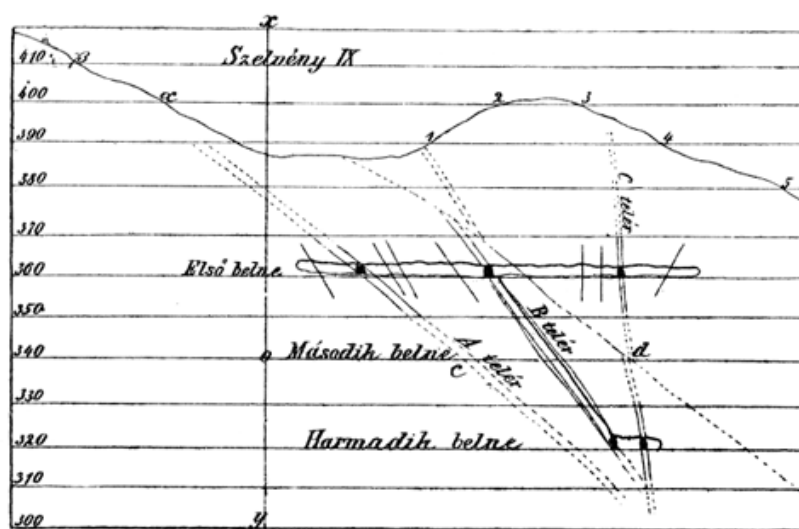 x
Szelvény IX
β
410
α
400
2
3
1
4
390
380
5
C telér
370
Első belne
360
350
B telér
340
Második belne
A telér
C
d
330
320
Harmadik belne
310
300
y